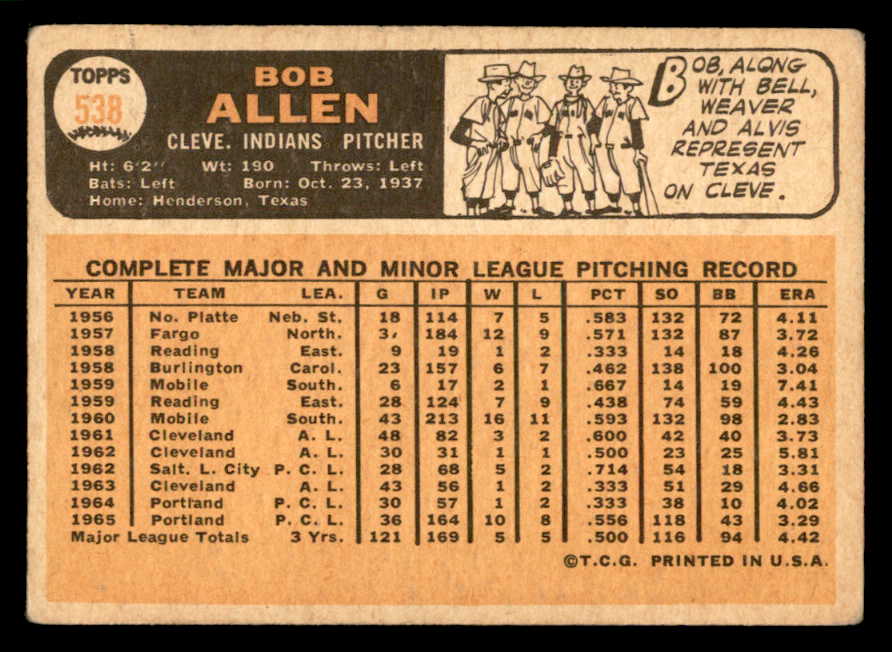 TOPPS
538
BOB
ALLEN
CLEVE. INDIANS PITCHER
Ht: 6'2" Wt: 190 Throws: Left
Bats: Left Born: Oct. 23, 1937
Home: Henderson, Texas
BOB, ALONG
WITH BELL,
WEAVER
AND ALVIS
REPRESENT
TEXAS
ON CLEVE.
COMPLETE MAJOR AND MINOR LEAGUE PITCHING RECORD
YEAR TEAM LEA. G IP W L PCT SO BB ERA
1956 No. Platte Neb. St. 18 114 7 5 .583 132 72 4.11
1957 Fargo North. 184 12 9 .571 132 87 3.72
1958 Reading East. 9 19 1 2 .333 14 18 4.26
1958 Burlington Carol. 23 157 6 7 .462 138 100 3.04
1959 Mobile South. 6 17 2 1 .667 14 19 7.41
1959 Reading East. 28 124 7 9 .438 74 59 4.43
1960 Mobile South. 43 213 16 11 .593 132 98 2.83
1961 Cleveland A. L. 48 82 3 2 .600 42 40 3.73
1962 Cleveland A. L. 30 31 1 1 .500 23 25 5.81
1962 Salt. L. City P. C. L. 28 68 5 2 .714 54 18 3.31
1963 Cleveland A. L. 43 56 1 2 .333 51 29 4.66
1964 Portland P. C. L. 30 57 1 2 .333 38 10 4.02
1965 Portland P. C. L. 36 164 10 8 .556 118 43 3.29
Major League Totals 3 Yrs. 121 169 5 5 .500 116 94 4.42
©T.C.G. PRINTED IN U.S.A.